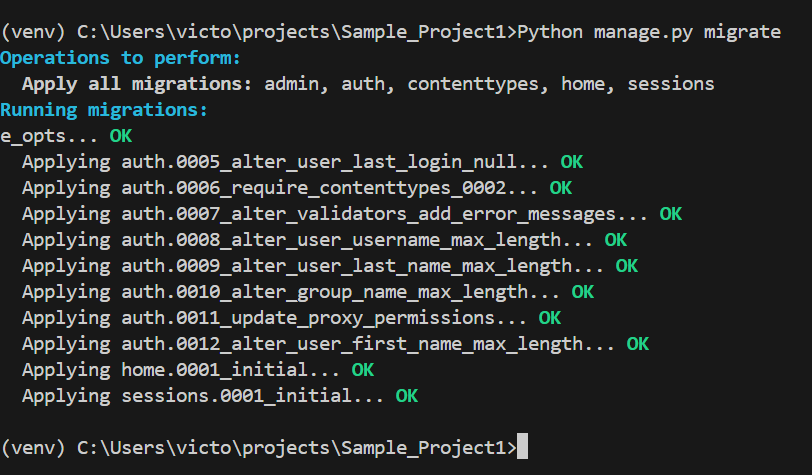 (venv) C:\Users\victo\projects\Sample_Project1>Python manage.py migrate
Operations to perform:
  Apply all migrations: admin, auth, contenttypes, home, sessions
Running migrations:
e_opts... OK
  Applying auth.0005_alter_user_last_login_null... OK
  Applying auth.0006_require_contenttypes_0002... OK
  Applying auth.0007_alter_validators_add_error_messages... OK
  Applying auth.0008_alter_user_username_max_length... OK
  Applying auth.0009_alter_user_last_name_max_length... OK
  Applying auth.0010_alter_group_name_max_length... OK
  Applying auth.0011_update_proxy_permissions... OK
  Applying auth.0012_alter_user_first_name_max_length... OK
  Applying home.0001_initial... OK
  Applying sessions.0001_initial... OK
(venv) C:\Users\victo\projects\Sample_Project1>